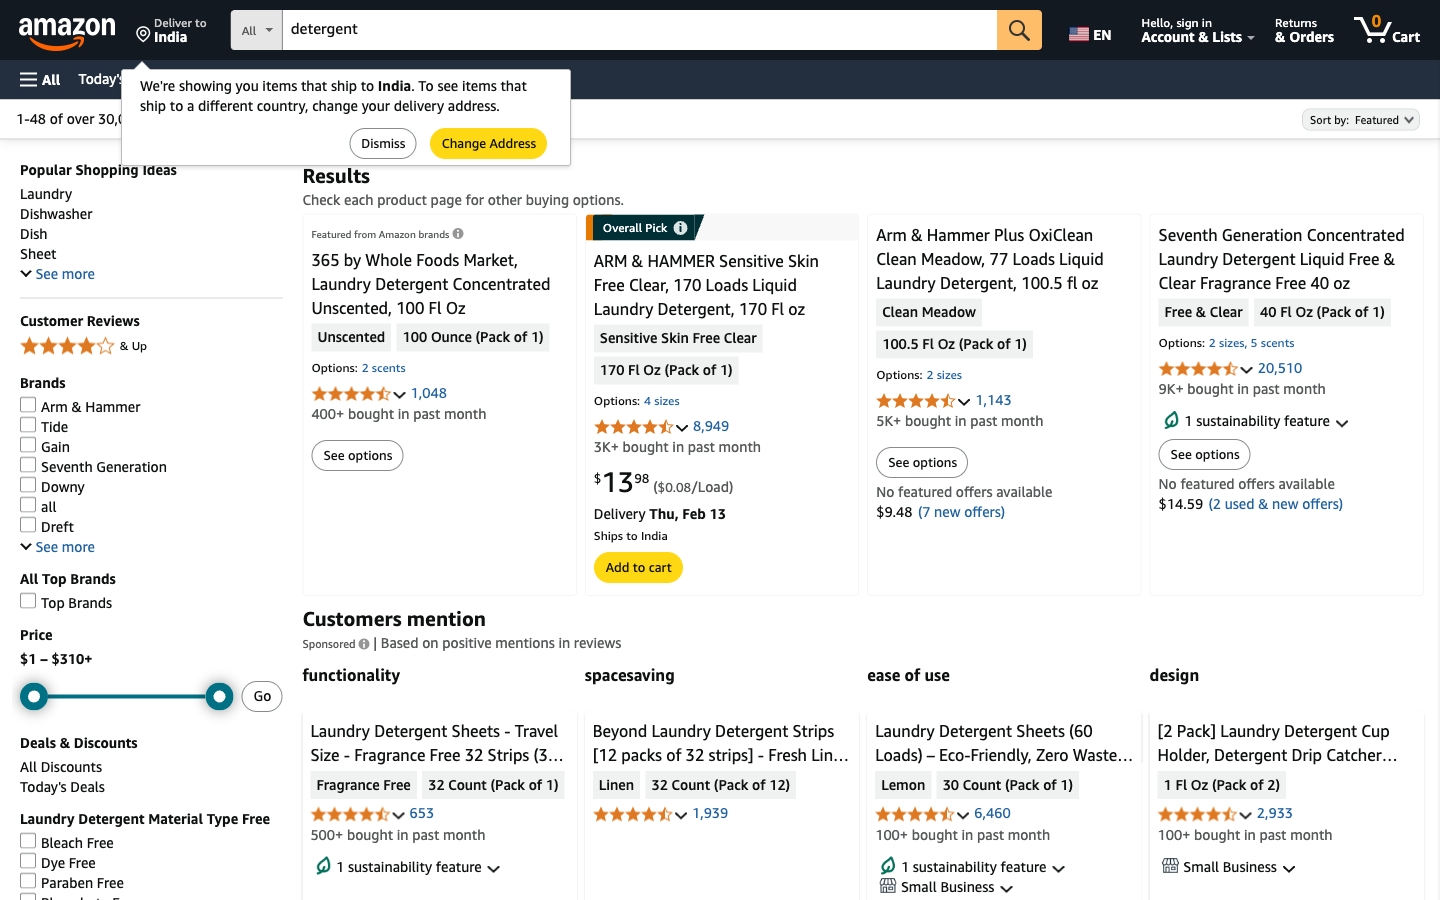 amazon
Deliver to
India
All
detergent
EN
Hello, sign in
Account & Lists
Returns
& Orders
0
Cart
All
Today's
We're showing you items that ship to India. To see items that
ship to a different country, change your delivery address.
Dismiss
Change Address
1-48 of over 30,0
Sort by: Featured
Popular Shopping Ideas
Laundry
Dishwasher
Dish
Sheet
See more
Customer Reviews
& Up
Brands
Arm & Hammer
Tide
Gain
Seventh Generation
Downy
all
Dreft
See more
All Top Brands
Top Brands
Price
$1 – $310+
Go
Deals & Discounts
All Discounts
Today's Deals
Laundry Detergent Material Type Free
Bleach Free
Dye Free
Paraben Free
Results
Check each product page for other buying options.
Featured from Amazon brands
365 by Whole Foods Market,
Laundry Detergent Concentrated
Unscented, 100 Fl Oz
Unscented
100 Ounce (Pack of 1)
Options: 2 scents
1,048
400+ bought in past month
See options
Overall Pick
ARM & HAMMER Sensitive Skin
Free Clear, 170 Loads Liquid
Laundry Detergent, 170 Fl oz
Sensitive Skin Free Clear
170 Fl Oz (Pack of 1)
Options: 4 sizes
8,949
3K+ bought in past month
$13.98 ($0.08/Load)
Delivery Thu, Feb 13
Ships to India
Add to cart
Arm & Hammer Plus OxiClean
Clean Meadow, 77 Loads Liquid
Laundry Detergent, 100.5 fl oz
Clean Meadow
100.5 Fl Oz (Pack of 1)
Options: 2 sizes
1,143
5K+ bought in past month
See options
No featured offers available
$9.48 (7 new offers)
Seventh Generation Concentrated
Laundry Detergent Liquid Free &
Clear Fragrance Free 40 oz
Free & Clear
40 Fl Oz (Pack of 1)
Options: 2 sizes, 5 scents
20,510
9K+ bought in past month
1 sustainability feature
See options
No featured offers available
$14.59 (2 used & new offers)
Customers mention
Sponsored | Based on positive mentions in reviews
functionality
Laundry Detergent Sheets - Travel
Size - Fragrance Free 32 Strips (3...
Fragrance Free
32 Count (Pack of 1)
653
500+ bought in past month
1 sustainability feature
spacesaving
Beyond Laundry Detergent Strips
[12 packs of 32 strips] - Fresh Lin...
Linen
32 Count (Pack of 12)
1,939
ease of use
Laundry Detergent Sheets (60
Loads) – Eco-Friendly, Zero Waste...
Lemon
30 Count (Pack of 1)
6,460
100+ bought in past month
1 sustainability feature
Small Business
design
[2 Pack] Laundry Detergent Cup
Holder, Detergent Drip Catcher...
1 Fl Oz (Pack of 2)
2,933
100+ bought in past month
Small Business